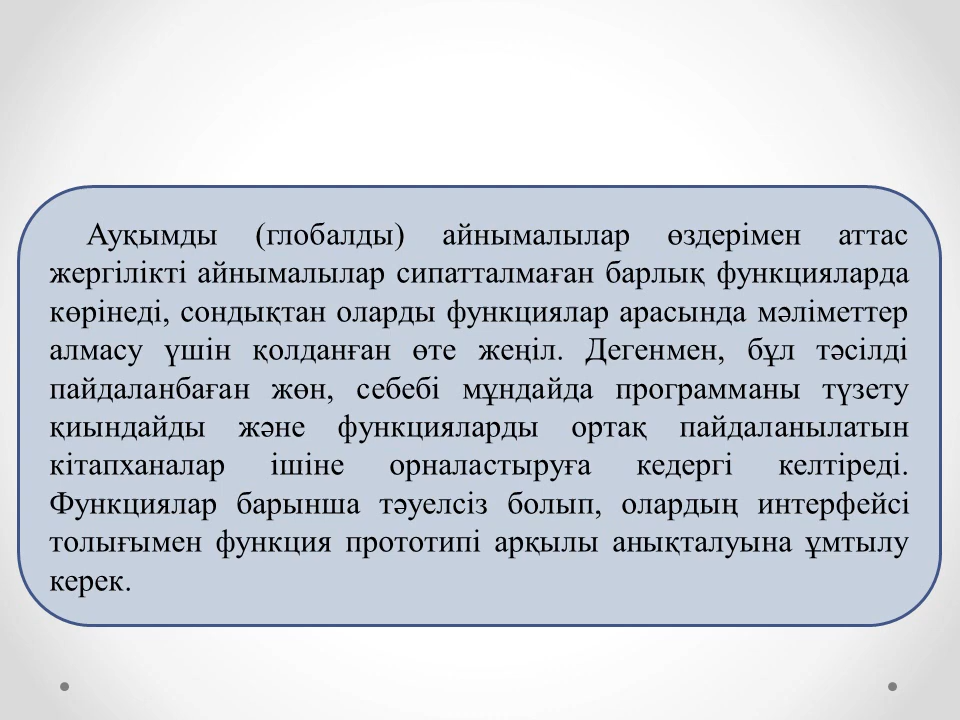 Ауқымды (глобалды) айнымалылар өздерімен аттас
жергілікті айнымалылар сипатталмаған барлық функцияларда
көрінеді, сондықтан оларды функциялар арасында мәліметтер
алмасу үшін қолданған өте жеңіл. Дегенмен, бұл тәсілді
пайдаланбаған жөн, себебі мұндайда программаны түзету
қиындайды және функцияларды ортақ пайдаланылатын
кітапханалар ішіне орналастыруға кедергі келтіреді.
Функциялар барынша тәуелсіз болып, олардың интерфейсі
толығымен функция прототипі арқылы анықталуына ұмтылу
керек.